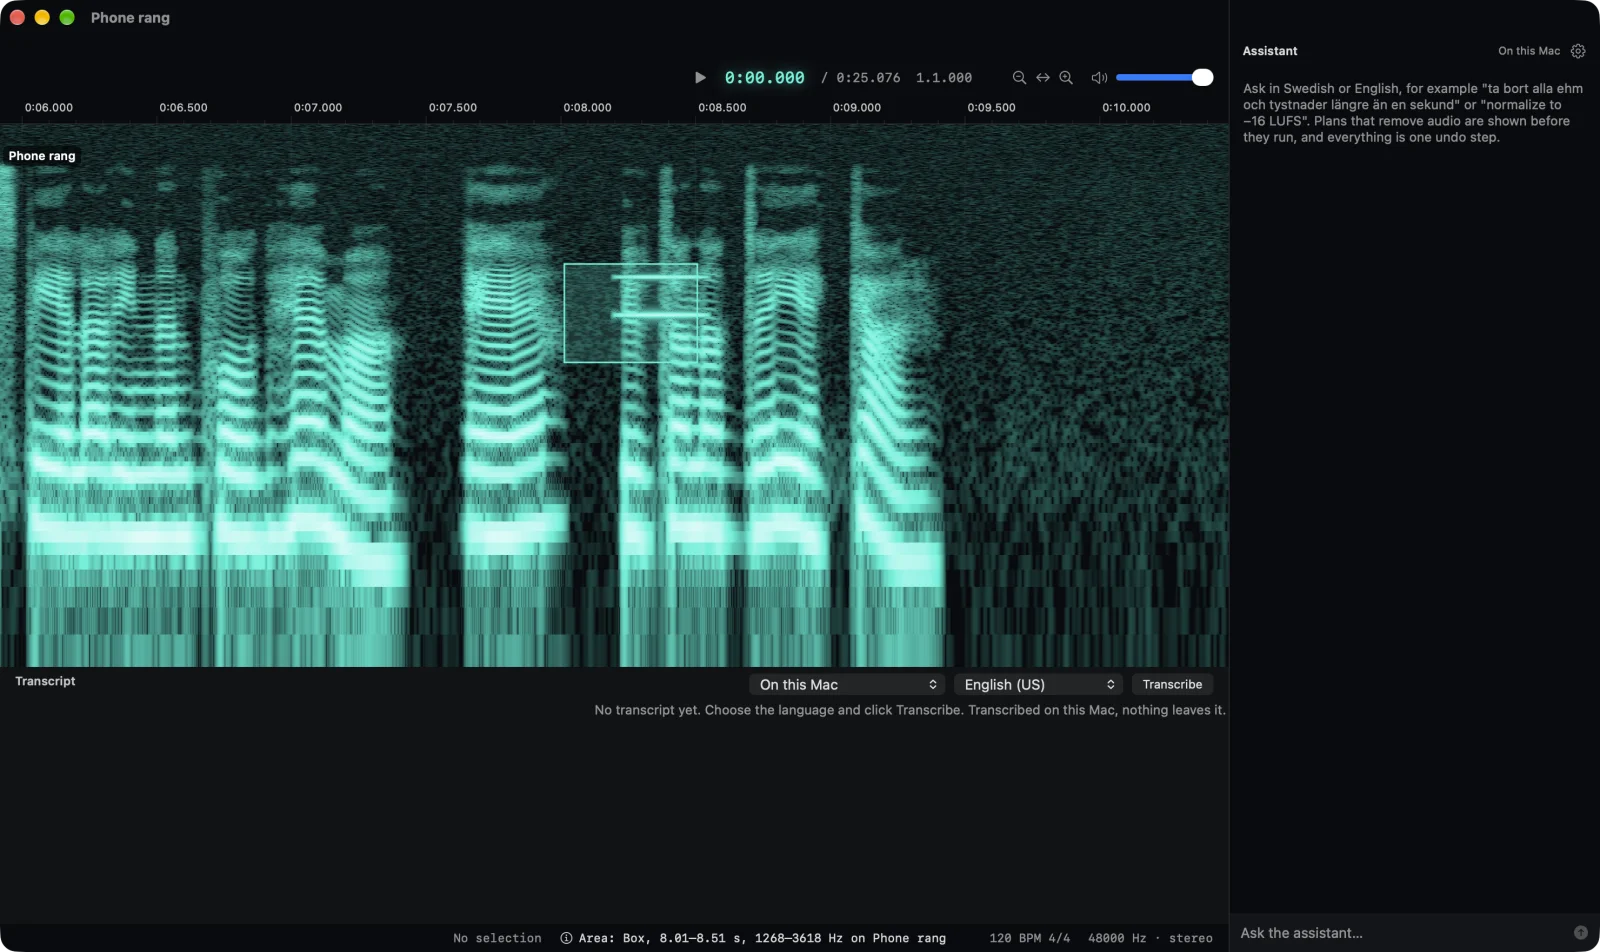 Phone rang
0:00.000 / 0:25.076 1.1.000
0:06.000 0:06.500 0:07.000 0:07.500 0:08.000 0:08.500 0:09.000 0:09.500 0:10.000
Phone rang
Transcript
On this Mac English (US) Transcribe
No transcript yet. Choose the language and click Transcribe. Transcribed on this Mac, nothing leaves it.
No selection Area: Box, 8.01–8.51 s, 1268–3618 Hz on Phone rang 120 BPM 4/4 48000 Hz · stereo
Assistant On this Mac
Ask in Swedish or English, for example "ta bort alla ehm
och tystnader längre än en sekund" or "normalize to
−16 LUFS". Plans that remove audio are shown before
they run, and everything is one undo step.
Ask the assistant...